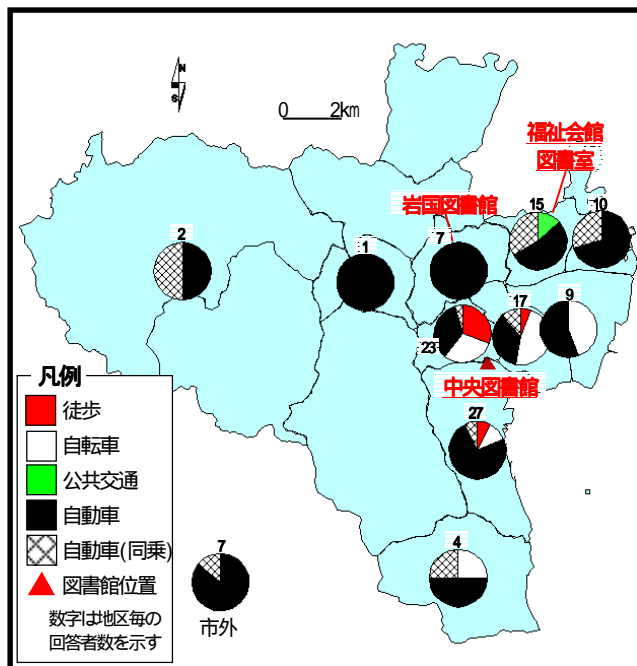 N
S
0 2km
福祉会館
図書室
岩国図書館
15
10
2
1
7
17
9
23
中央図書館
27
凡例
徒歩
自転車
公共交通
自動車
自動車(同乗)
図書館位置
数字は地区毎の
回答者数を示す
7
市外
4